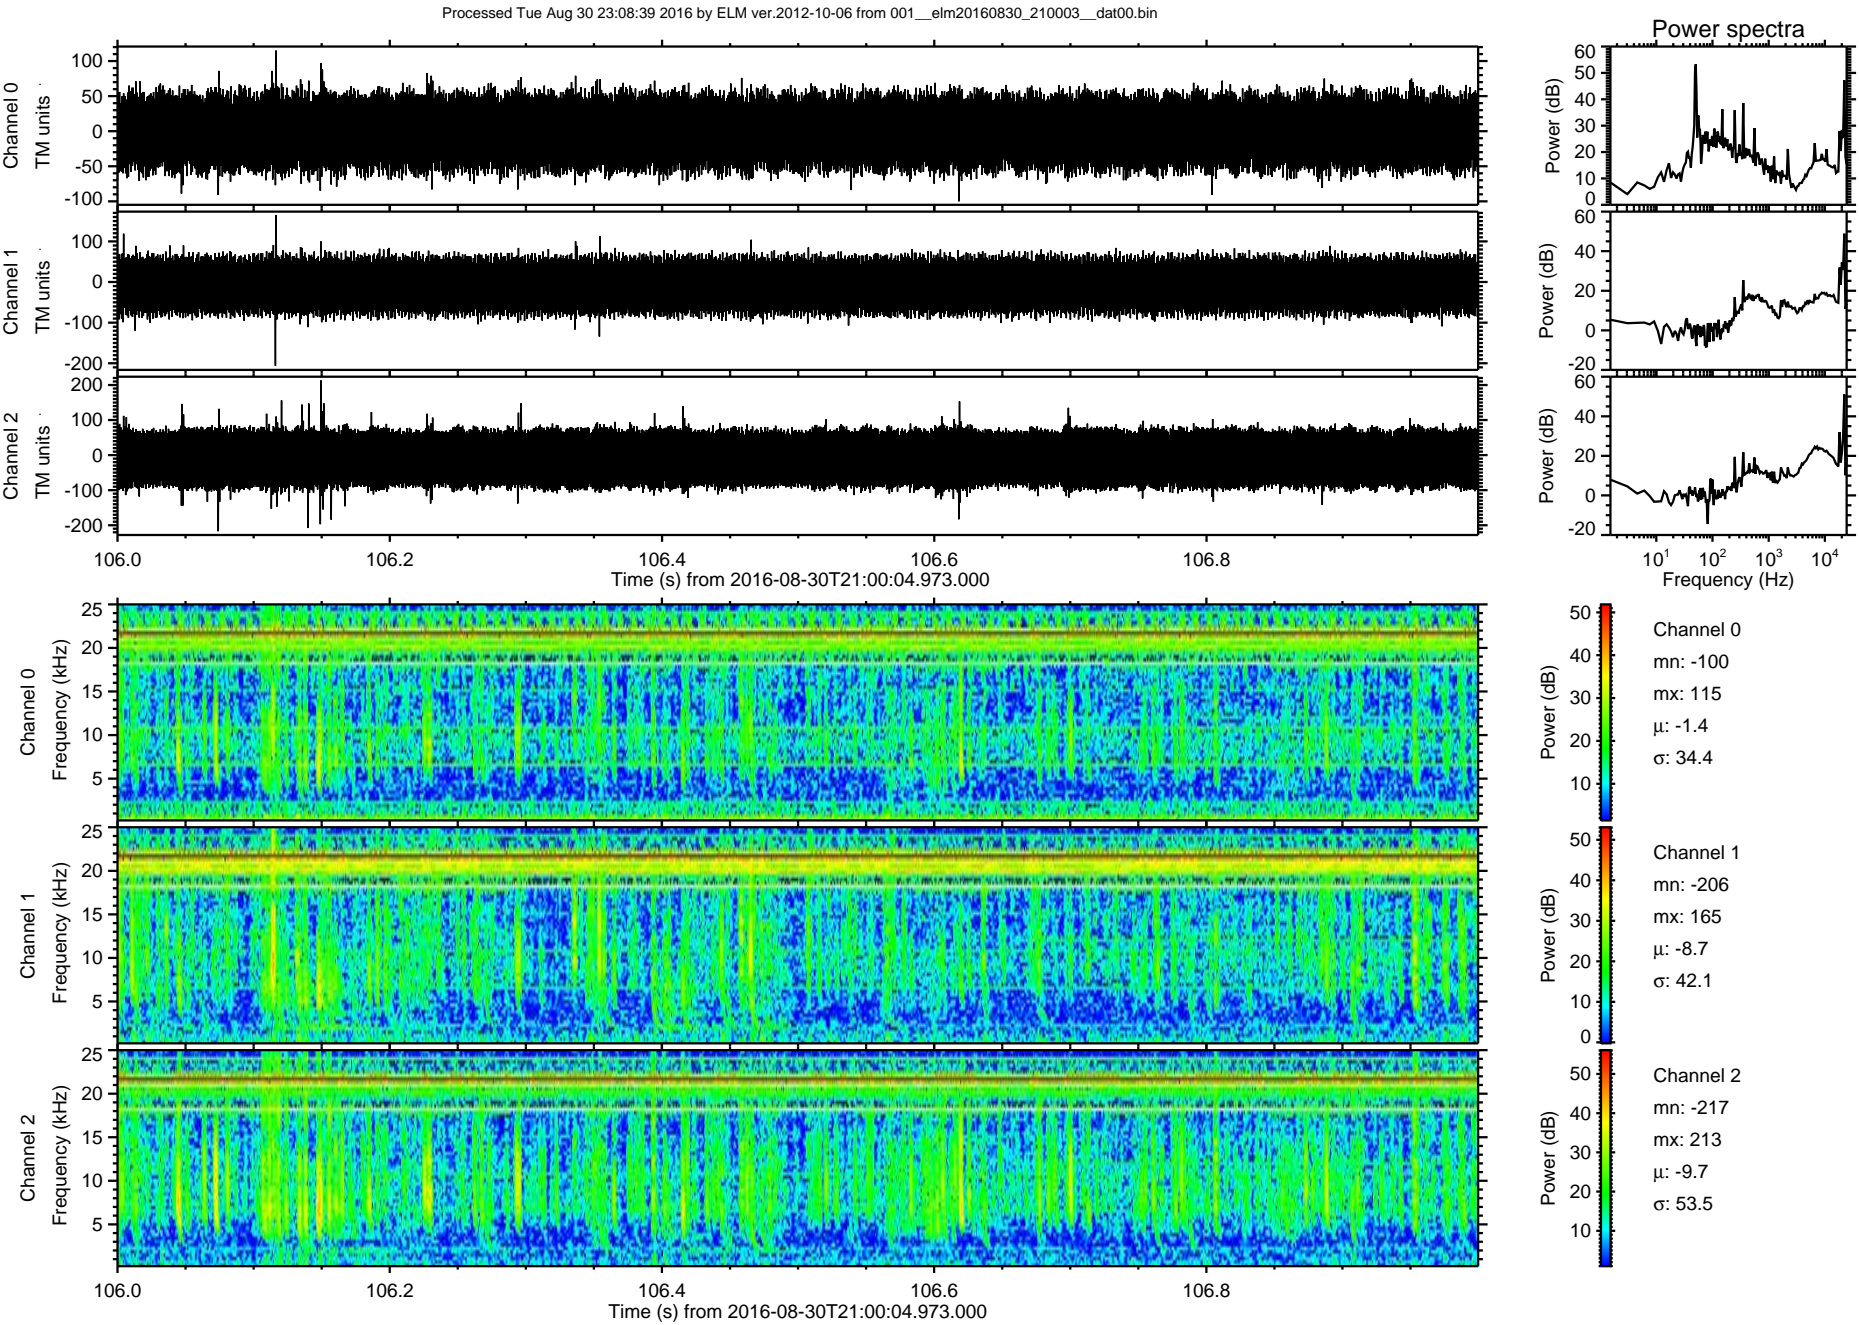 Processed Tue Aug 30 23:08:39 2016 by ELM ver.2012-10-06 from 001__elm20160830_210003__dat00.bin
Power spectra
Channel 0
TM units
100
50
0
-50
-100
Power (dB)
60
50
40
30
20
10
0
Channel 1
TM units
100
0
-100
-200
Power (dB)
60
40
20
0
-20
Channel 2
TM units
200
100
0
-100
-200
Power (dB)
60
40
20
0
-20
106.0 106.2 106.4 106.6 106.8
Time (s) from 2016-08-30T21:00:04.973.000
10¹ 10² 10³ 10⁴
Frequency (Hz)
Channel 0
Frequency (kHz)
25
20
15
10
5
Power (dB)
50
40
30
20
10
Channel 0
mn: -100
mx: 115
μ: -1.4
σ: 34.4
Channel 1
Frequency (kHz)
25
20
15
10
5
Power (dB)
50
40
30
20
10
0
Channel 1
mn: -206
mx: 165
μ: -8.7
σ: 42.1
Channel 2
Frequency (kHz)
25
20
15
10
5
Power (dB)
50
40
30
20
10
Channel 2
mn: -217
mx: 213
μ: -9.7
σ: 53.5
106.0 106.2 106.4 106.6 106.8
Time (s) from 2016-08-30T21:00:04.973.000